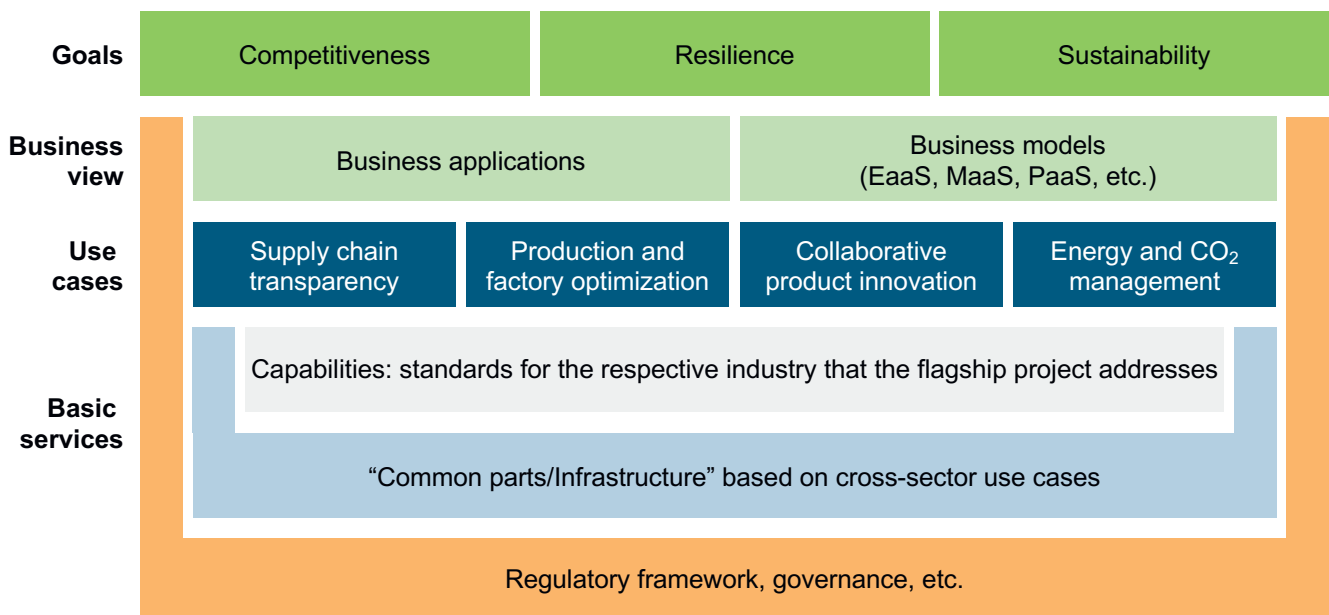 Goals
Competitiveness
Resilience
Sustainability
Business
view
Business applications
Business models
(EaaS, MaaS, PaaS, etc.)
Use
cases
Supply chain
transparency
Production and
factory optimization
Collaborative
product innovation
Energy and CO₂
management
Basic
services
Capabilities: standards for the respective industry that the flagship project addresses
“Common parts/Infrastructure” based on cross-sector use cases
Regulatory framework, governance, etc.